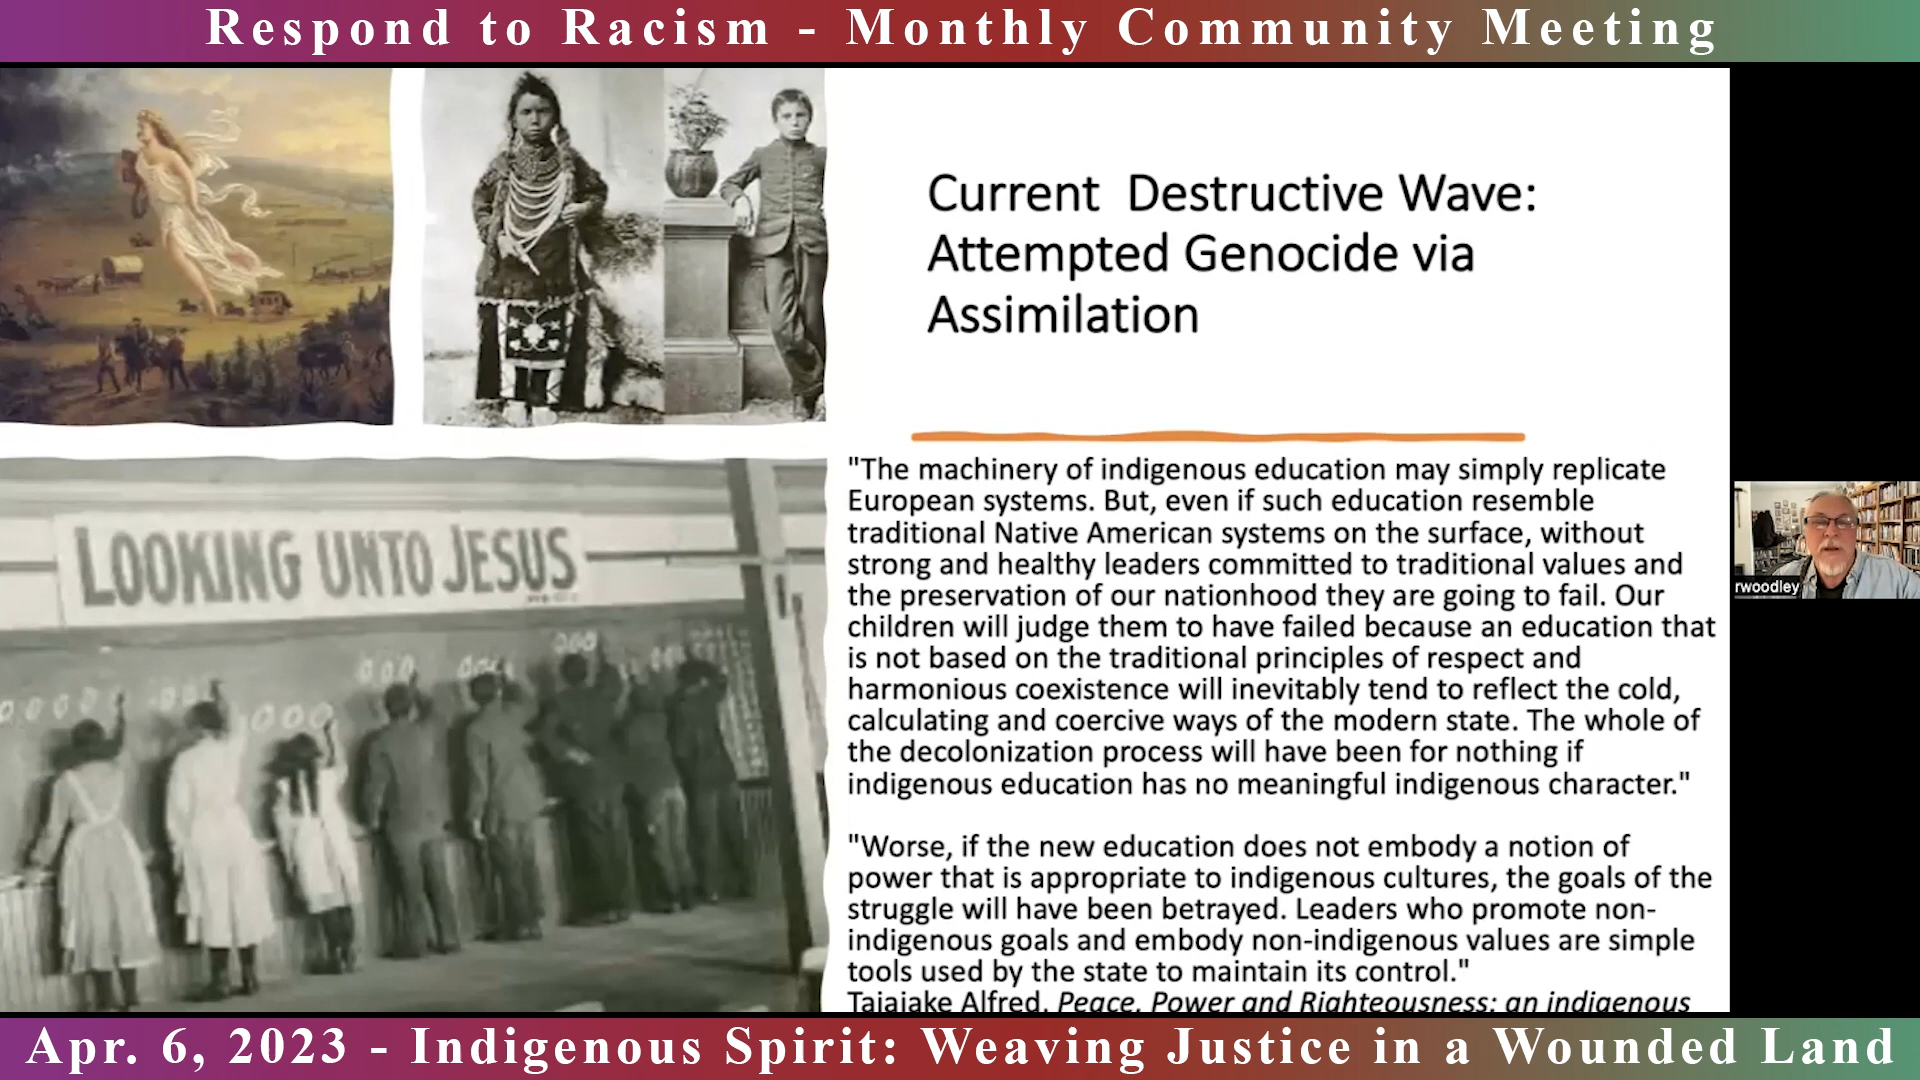 Respond to Racism - Monthly Community Meeting
LOOKING UNTO JESUS
Current  Destructive Wave:
Attempted Genocide via
Assimilation
"The machinery of indigenous education may simply replicate
European systems. But, even if such education resemble
traditional Native American systems on the surface, without
strong and healthy leaders committed to traditional values and
the preservation of our nationhood they are going to fail. Our
children will judge them to have failed because an education that
is not based on the traditional principles of respect and
harmonious coexistence will inevitably tend to reflect the cold,
calculating and coercive ways of the modern state. The whole of
the decolonization process will have been for nothing if
indigenous education has no meaningful indigenous character."
"Worse, if the new education does not embody a notion of
power that is appropriate to indigenous cultures, the goals of the
struggle will have been betrayed. Leaders who promote non-
indigenous goals and embody non-indigenous values are simple
tools used by the state to maintain its control."
Taiaiake Alfred, Peace, Power and Righteousness: an indigenous
rwoodley
Apr. 6, 2023 - Indigenous Spirit: Weaving Justice in a Wounded Land